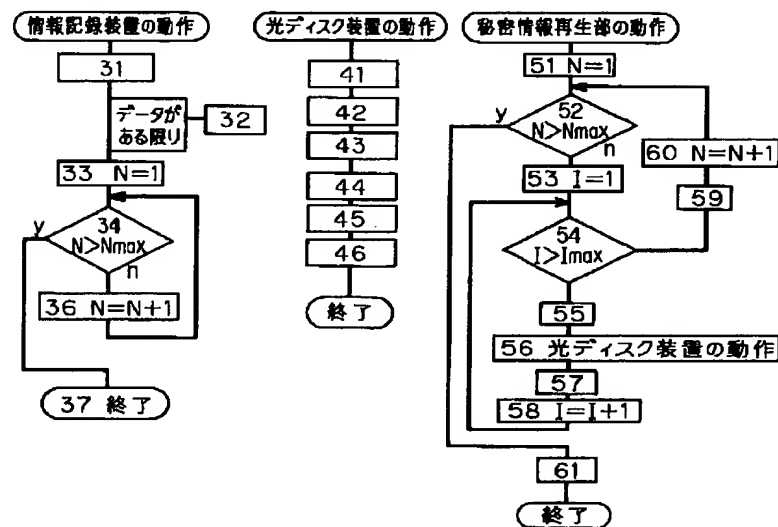 情報記録装置の動作
31
データが
ある限り
32
33 N=1
34
N>Nmax
y
n
36 N=N+1
37 終了
光ディスク装置の動作
41
42
43
44
45
46
終了
秘密情報再生部の動作
51 N=1
52
N>Nmax
y
n
53 I=1
60 N=N+1
59
54
I>Imax
55
56 光ディスク装置の動作
57
58 I=I+1
61
終了